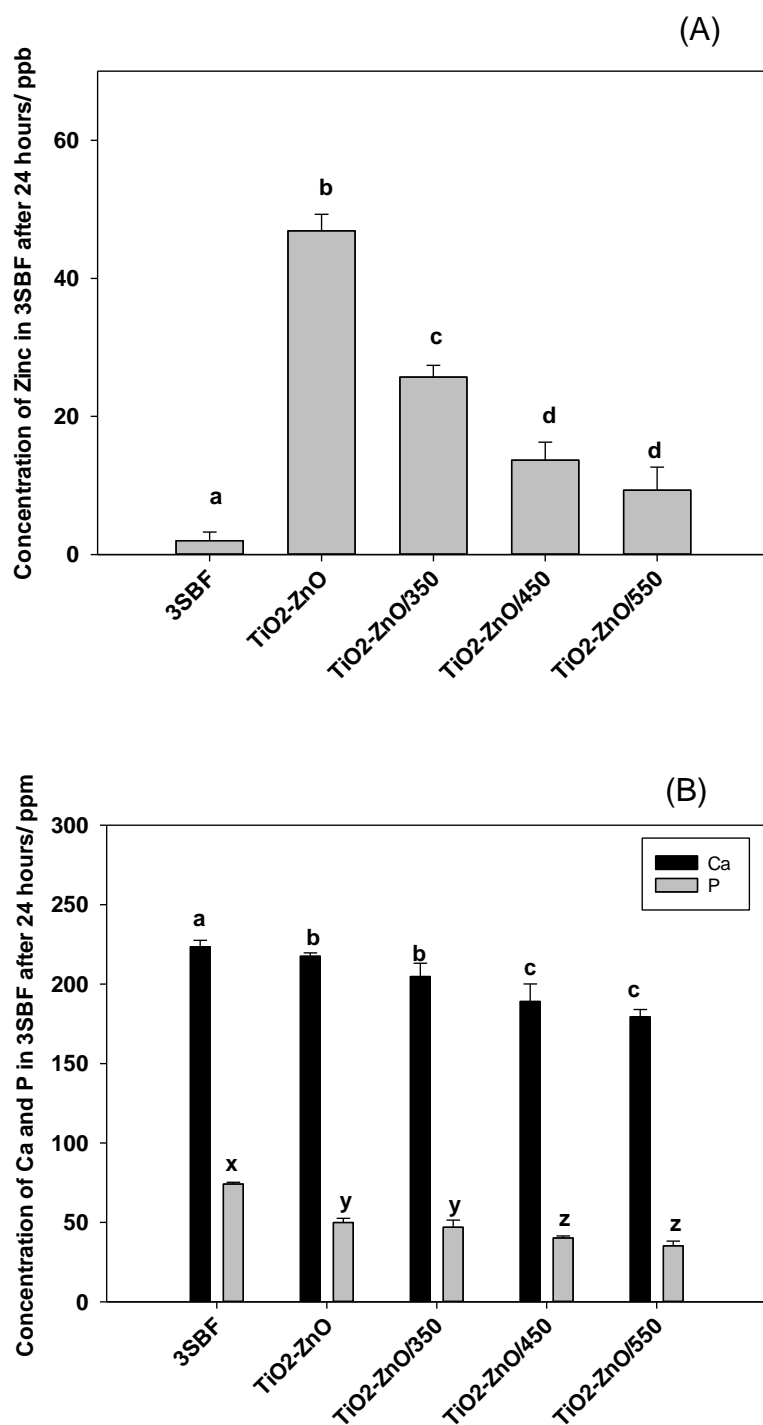 (A)
Concentration of Zinc in 3SBF after 24 hours/ ppb
60
40
20
0
a
b
c
d
d
3SBF
TiO2-ZnO
TiO2-ZnO/350
TiO2-ZnO/450
TiO2-ZnO/550
(B)
Concentration of Ca and P in 3SBF after 24 hours/ ppm
300
250
200
150
100
50
0
Ca
P
a
b
b
c
c
x
y
y
z
z
3SBF
TiO2-ZnO
TiO2-ZnO/350
TiO2-ZnO/450
TiO2-ZnO/550